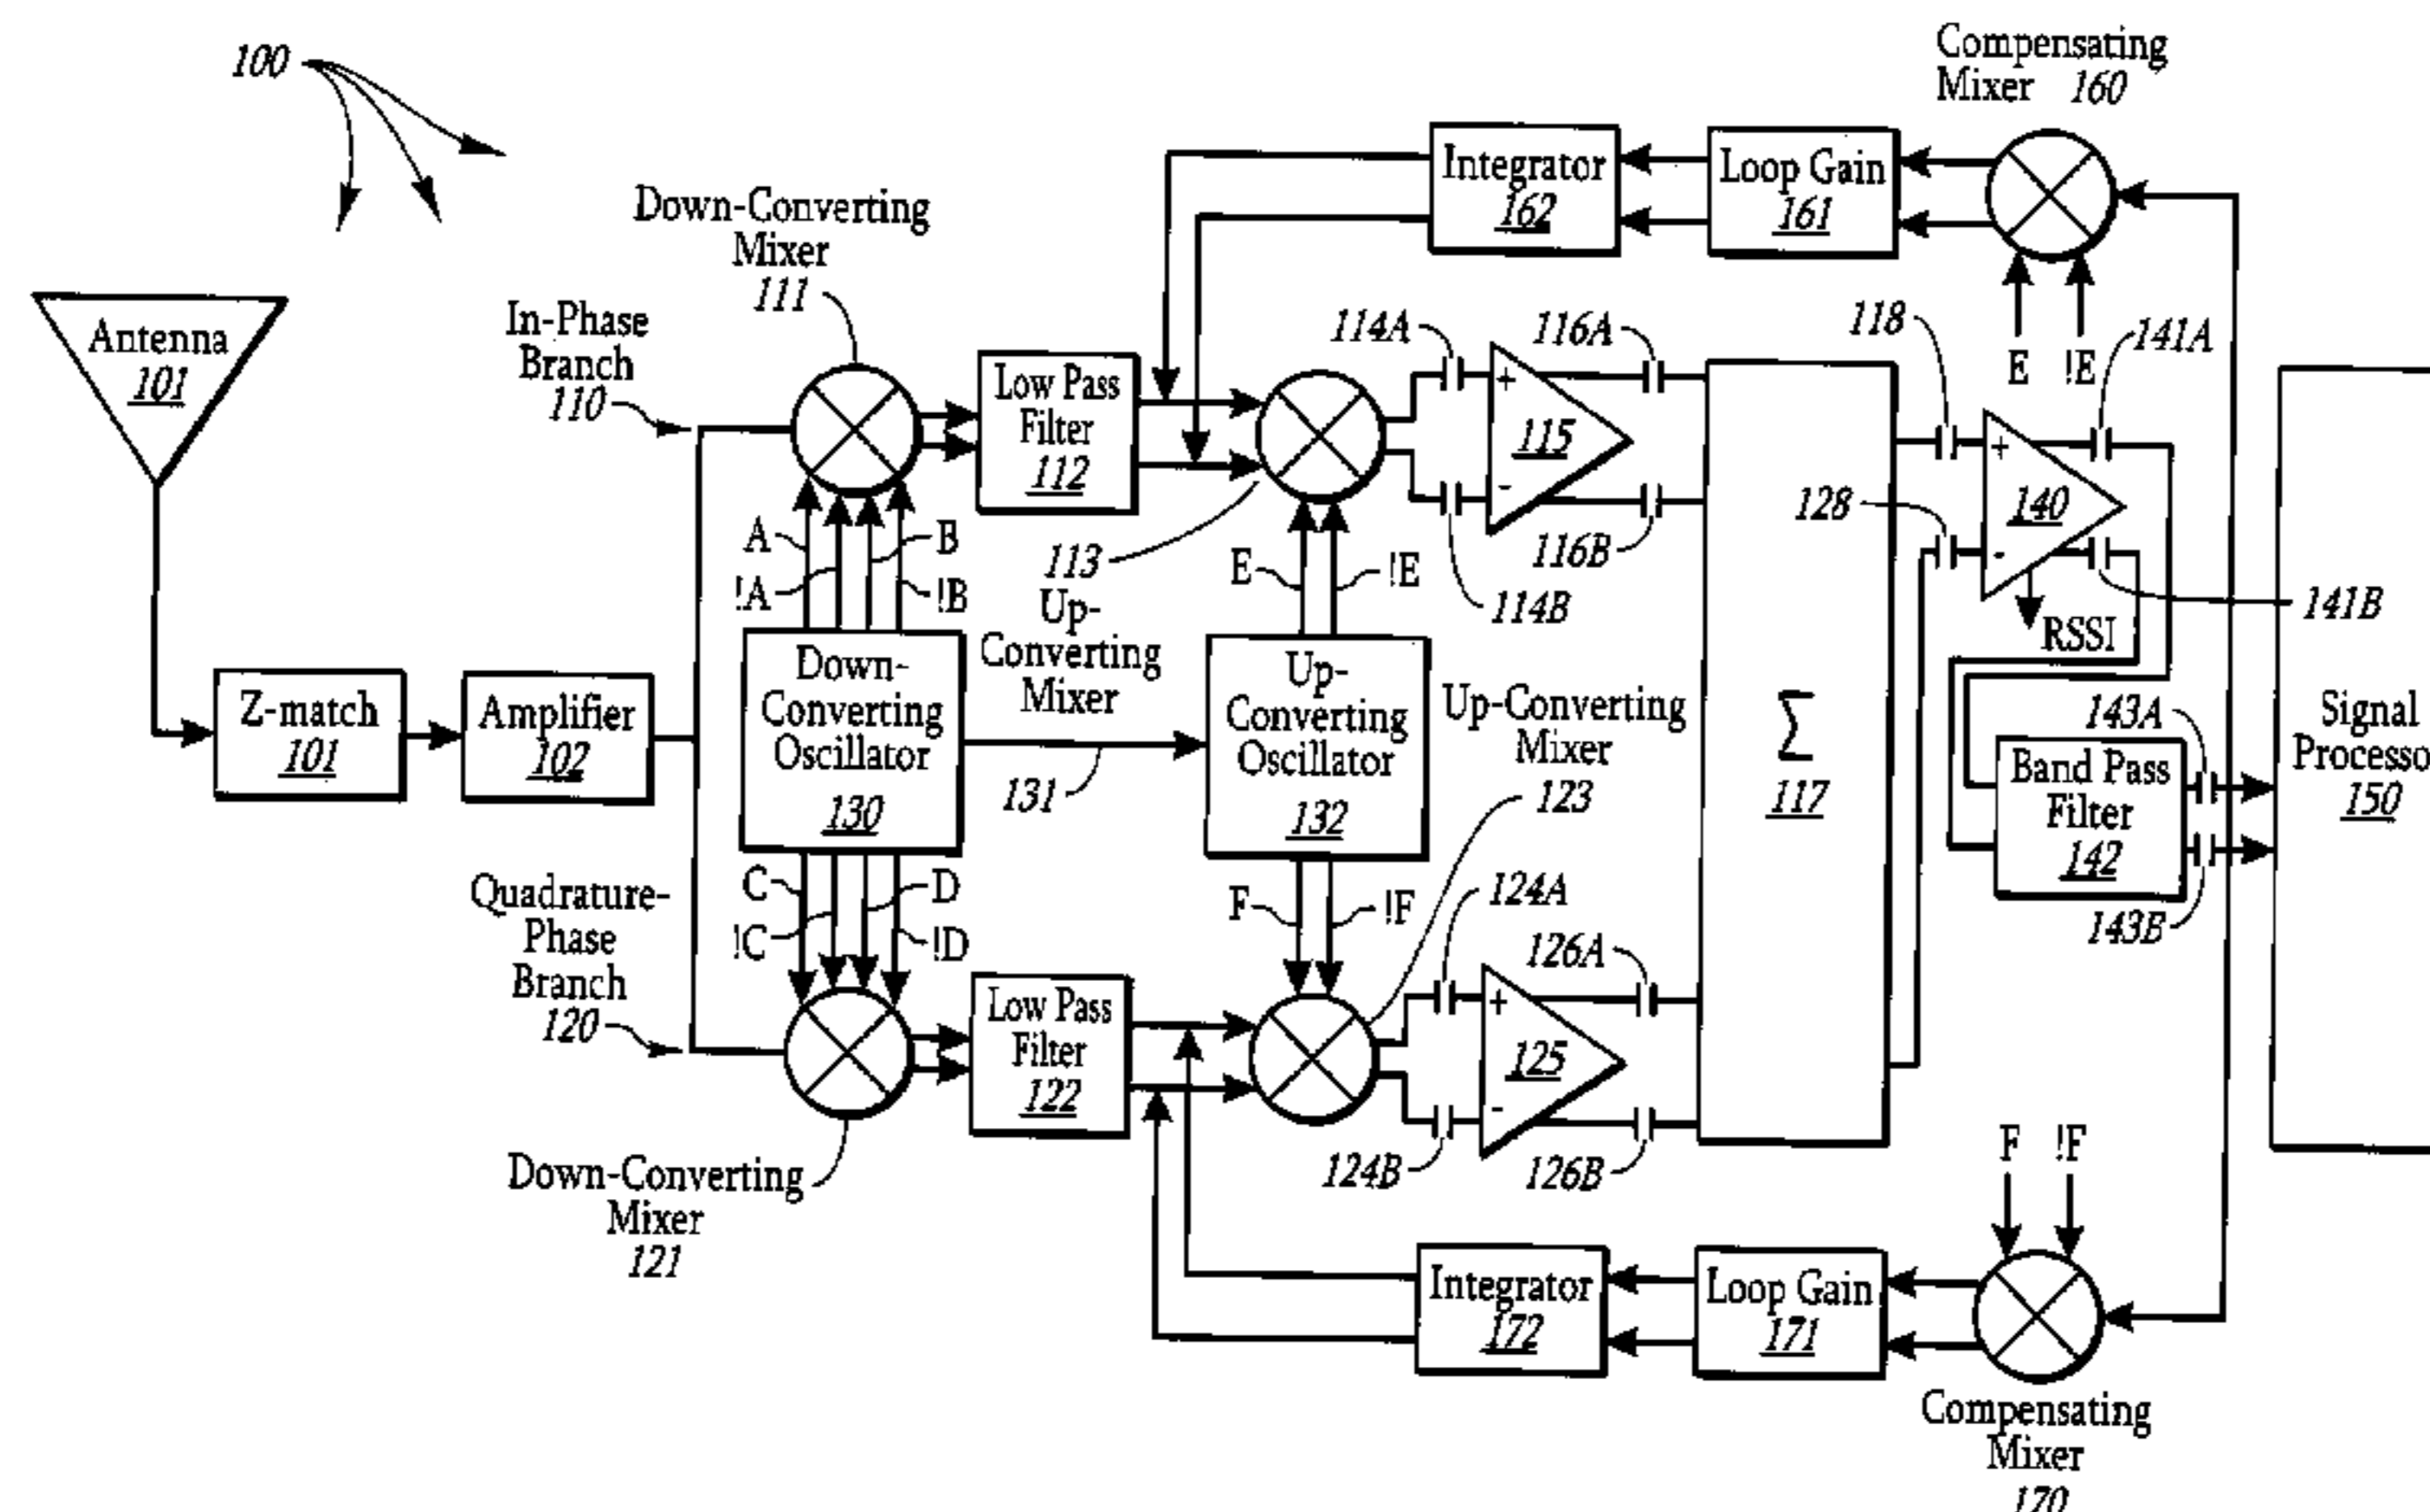 100
Compensating
Mixer 160
Integrator
162
Loop Gain
161
E
!E
Down-Converting
Mixer
111
In-Phase
Branch
110
Antenna
101
Low Pass
Filter
112
114A
116A
118
141A
+
115
-
+
140
-
128
A
!A
B
!B
113
Up-
Converting
Mixer
E
!E
114B
116B
RSSI
141B
Z-match
101
Amplifier
102
Down-
Converting
Oscillator
130
131
Up-
Converting
Oscillator
132
Up-Converting
Mixer
123
Σ
117
143A
Band Pass
Filter
142
143B
Signal
Processo
150
Quadrature-
Phase
Branch
120
C
!C
D
!D
F
!F
124A
126A
Low Pass
Filter
122
+
125
-
124B
126B
Down-Converting
Mixer
121
F
!F
Integrator
172
Loop Gain
171
Compensating
Mixer
170